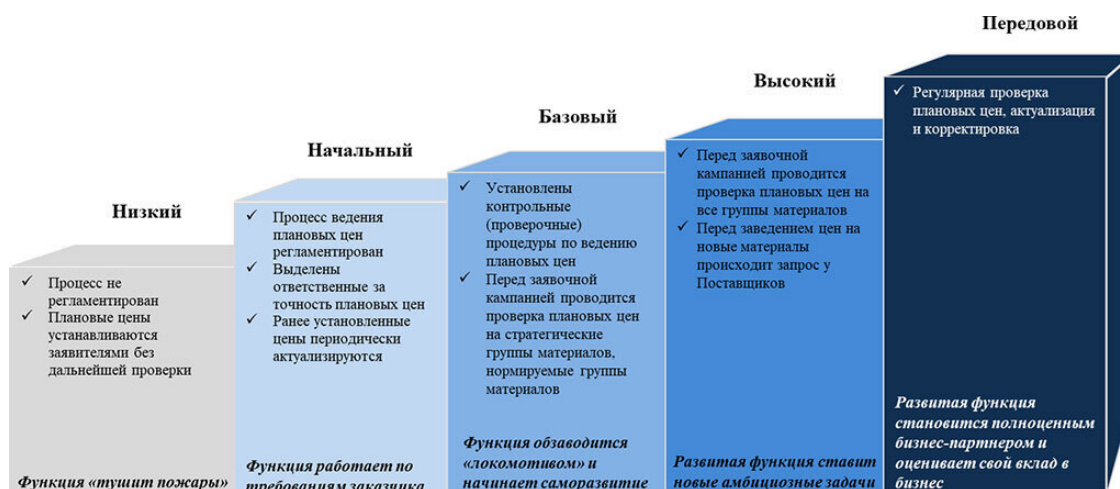 Передовой
Высокий
Базовый
Начальный
Низкий
✓ Процесс не
регламентирован
✓ Плановые цены
устанавливаются
заявителями без
дальнейшей проверки
Функция «тушит пожары»
✓ Процесс ведения
плановых цен
регламентирован
✓ Выделены
ответственные за
точность плановых цен
✓ Ранее установленные
цены периодически
актуализируются
Функция работает по
требованиям заказчика
✓ Установлены
контрольные
(проверочные)
процедуры по ведению
плановых цен
✓ Перед заявочной
кампанией проводится
проверка плановых цен
на стратегические
группы материалов,
нормируемые группы
материалов
Функция обзаводится
«локомотивом» и
начинает саморазвитие
✓ Перед заявочной
кампанией проводится
проверка плановых цен на
все группы материалов
✓ Перед заведением цен на
новые материалы
происходит запрос у
Поставщиков
Развитая функция ставит
новые амбициозные задачи
✓ Регулярная проверка
плановых цен, актуализация
и корректировка
Развитая функция
становится полноценным
бизнес-партнером и
оценивает свой вклад в
бизнес